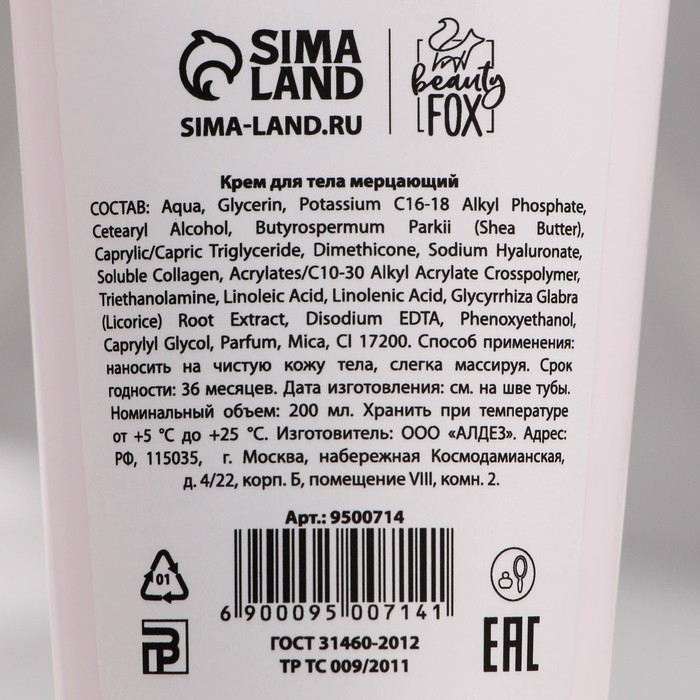 SIMA
LAND
SIMA-LAND.RU
beauty
FOX
Крем для тела мерцающий
СОСТАВ: Aqua, Glycerin, Potassium C16-18 Alkyl Phosphate,
Cetearyl Alcohol, Butyrospermum Parkii (Shea Butter),
Caprylic/Capric Triglyceride, Dimethicone, Sodium Hyaluronate,
Soluble Collagen, Acrylates/C10-30 Alkyl Acrylate Crosspolymer,
Triethanolamine, Linoleic Acid, Linolenic Acid, Glycyrrhiza Glabra
(Licorice) Root Extract, Disodium EDTA, Phenoxyethanol,
Caprylyl Glycol, Parfum, Mica, CI 17200. Способ применения:
наносить на чистую кожу тела, слегка массируя. Срок
годности: 36 месяцев. Дата изготовления: см. на шве тубы.
Номинальный объем: 200 мл. Хранить при температуре
от +5 °C до +25 °C. Изготовитель: ООО «АЛДЕЗ». Адрес:
РФ, 115035, г. Москва, набережная Космодамианская,
д. 4/22, корп. Б, помещение VIII, комн. 2.
Арт.: 9500714
01
6 900095 007141
ГОСТ 31460-2012
ТР ТС 009/2011
EAC